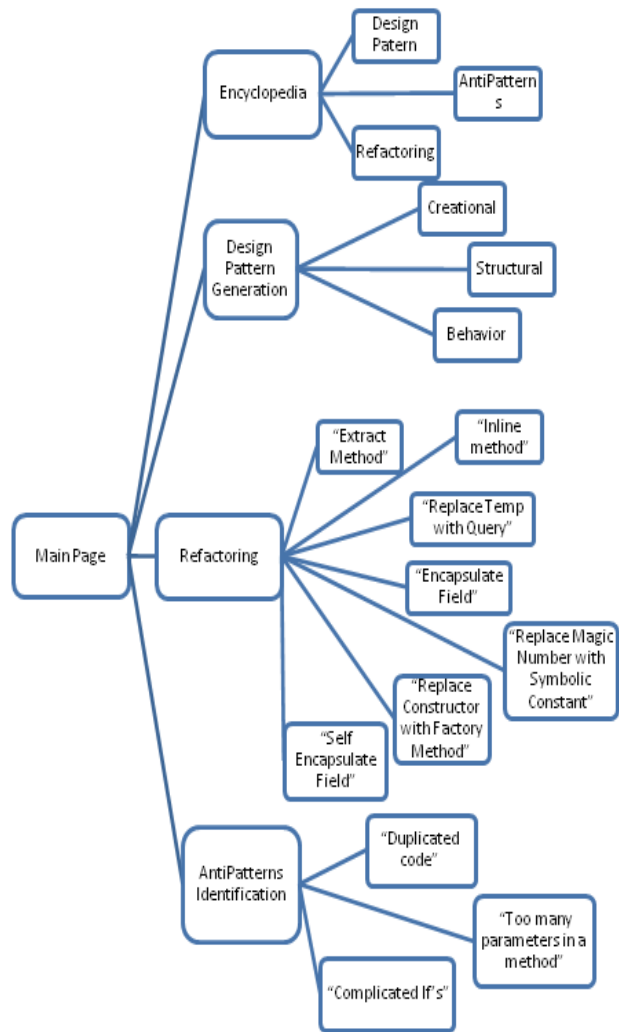 Design
Patern
Encyclopedia
AntiPattern
s
Refactoring
Creational
Design
Pattern
Generation
Structural
Behavior
"Extract
Method"
"Inline
method"
"Replace Temp
with Query"
Main Page
Refactoring
"Encapsulate
Field"
"Replace Magic
Number with
Symbolic
Constant"
"Replace
Constructor
with Factory
Method"
"Self
Encapsulate
Field"
"Duplicated
code"
AntiPatterns
Identification
"Too many
parameters in a
method"
"Complicated If's"